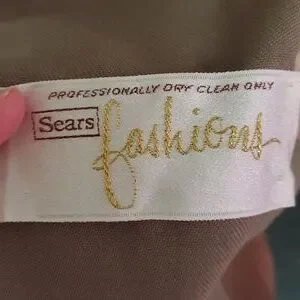 PROFESSIONALLY DRY CLEAN ONLY
Sears fashions